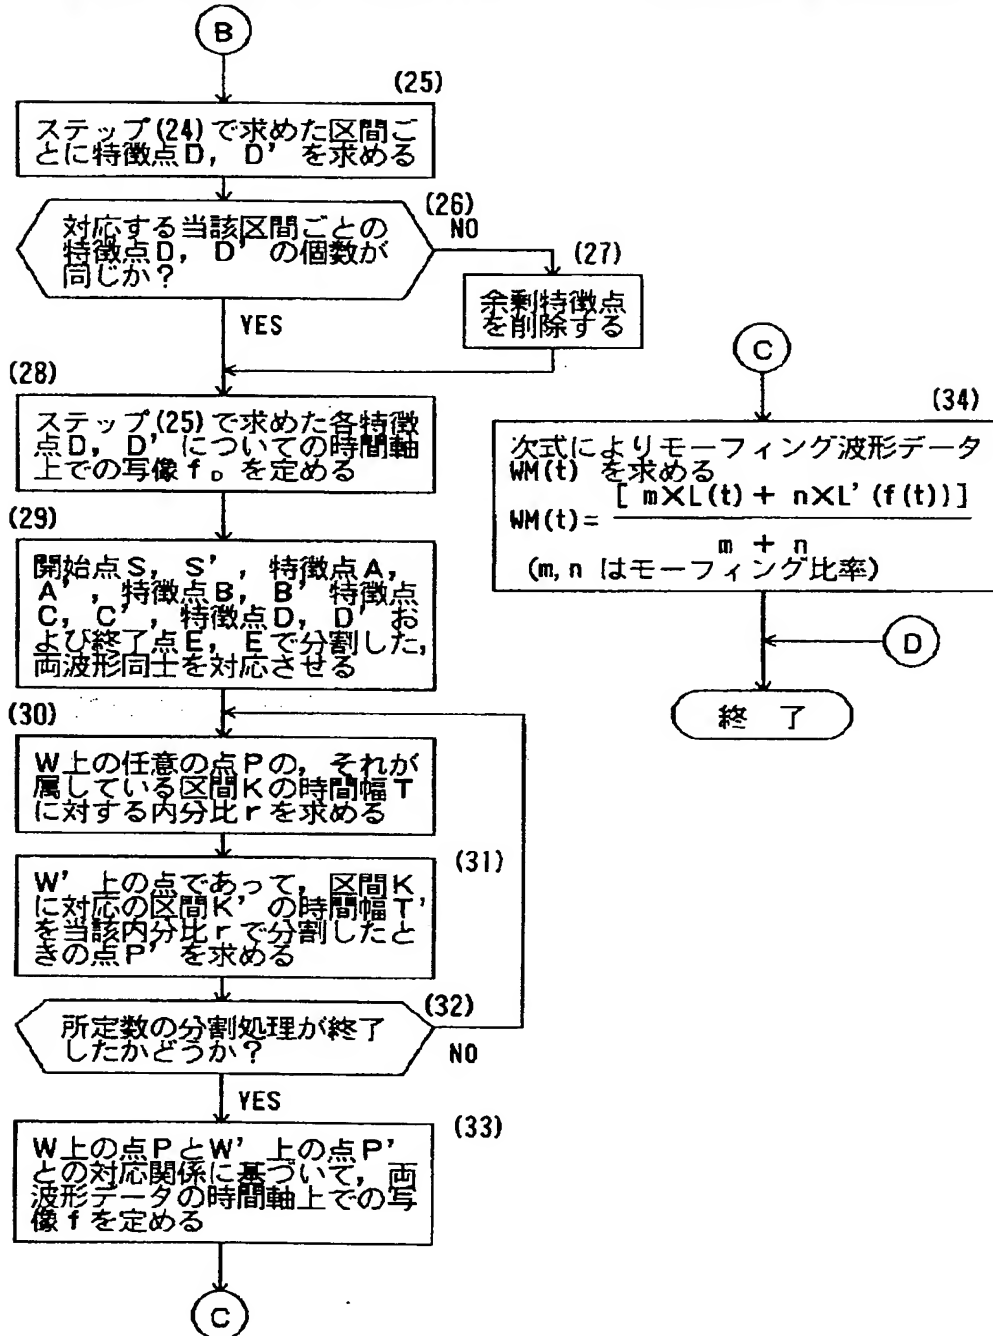 B
(25)
ステップ(24)で求めた区間ご
とに特徴点D, D'を求める
(26)
対応する当該区間ごとの
特徴点D, D'の個数が
同じか?
NO
YES
(27)
余剰特徴点
を削除する
(28)
ステップ(25)で求めた各特徴
点D, D'についての時間軸
上での写像f_Dを定める
(29)
開始点S, S', 特徴点A,
A', 特徴点B, B'特徴点
C, C', 特徴点D, D'お
よび終了点E, Eで分割した,
両波形同士を対応させる
(30)
W上の任意の点Pの, それが
属している区間Kの時間幅T
に対する内分比rを求める
(31)
W'上の点であって, 区間K
に対応の区間K'の時間幅T'
を当該内分比rで分割したと
きの点P'を求める
(32)
所定数の分割処理が終了
したかどうか?
NO
YES
(33)
W上の点PとW'上の点P'
との対応関係に基づいて, 両
波形データの時間軸上での写
像fを定める
C
C
(34)
次式によりモーフィング波形データ
WM(t) を求める
[ m×L(t) + n×L'(f(t))]
WM(t)=
m + n
(m,n はモーフィング比率)
D
終 了